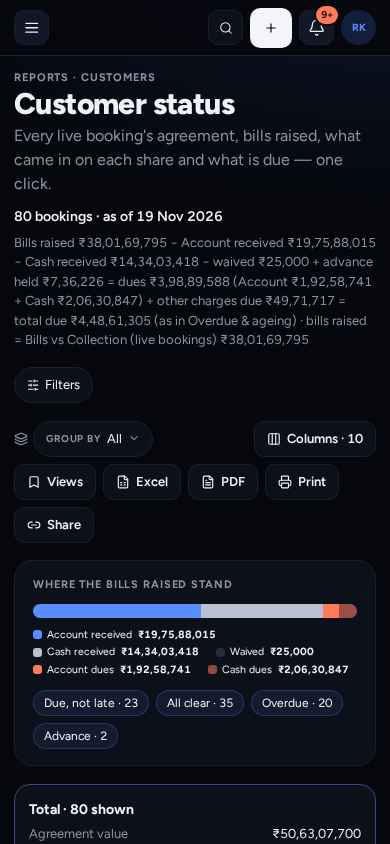 9+
RK
REPORTS · CUSTOMERS
Customer status
Every live booking's agreement, bills raised, what
came in on each share and what is due — one
click.
80 bookings · as of 19 Nov 2026
Bills raised ₹38,01,69,795 − Account received ₹19,75,88,015
− Cash received ₹14,34,03,418 − waived ₹25,000 + advance
held ₹7,36,226 = dues ₹3,98,89,588 (Account ₹1,92,58,741
+ Cash ₹2,06,30,847) + other charges due ₹49,71,717 =
total due ₹4,48,61,305 (as in Overdue & ageing) · bills raised
= Bills vs Collection (live bookings) ₹38,01,69,795
Filters
GROUP BY All
Columns · 10
Views
Excel
PDF
Print
Share
WHERE THE BILLS RAISED STAND
Account received ₹19,75,88,015
Cash received ₹14,34,03,418 Waived ₹25,000
Account dues ₹1,92,58,741 Cash dues ₹2,06,30,847
Due, not late · 23 All clear · 35 Overdue · 20
Advance · 2
Total · 80 shown
Agreement value ₹50,63,07,700